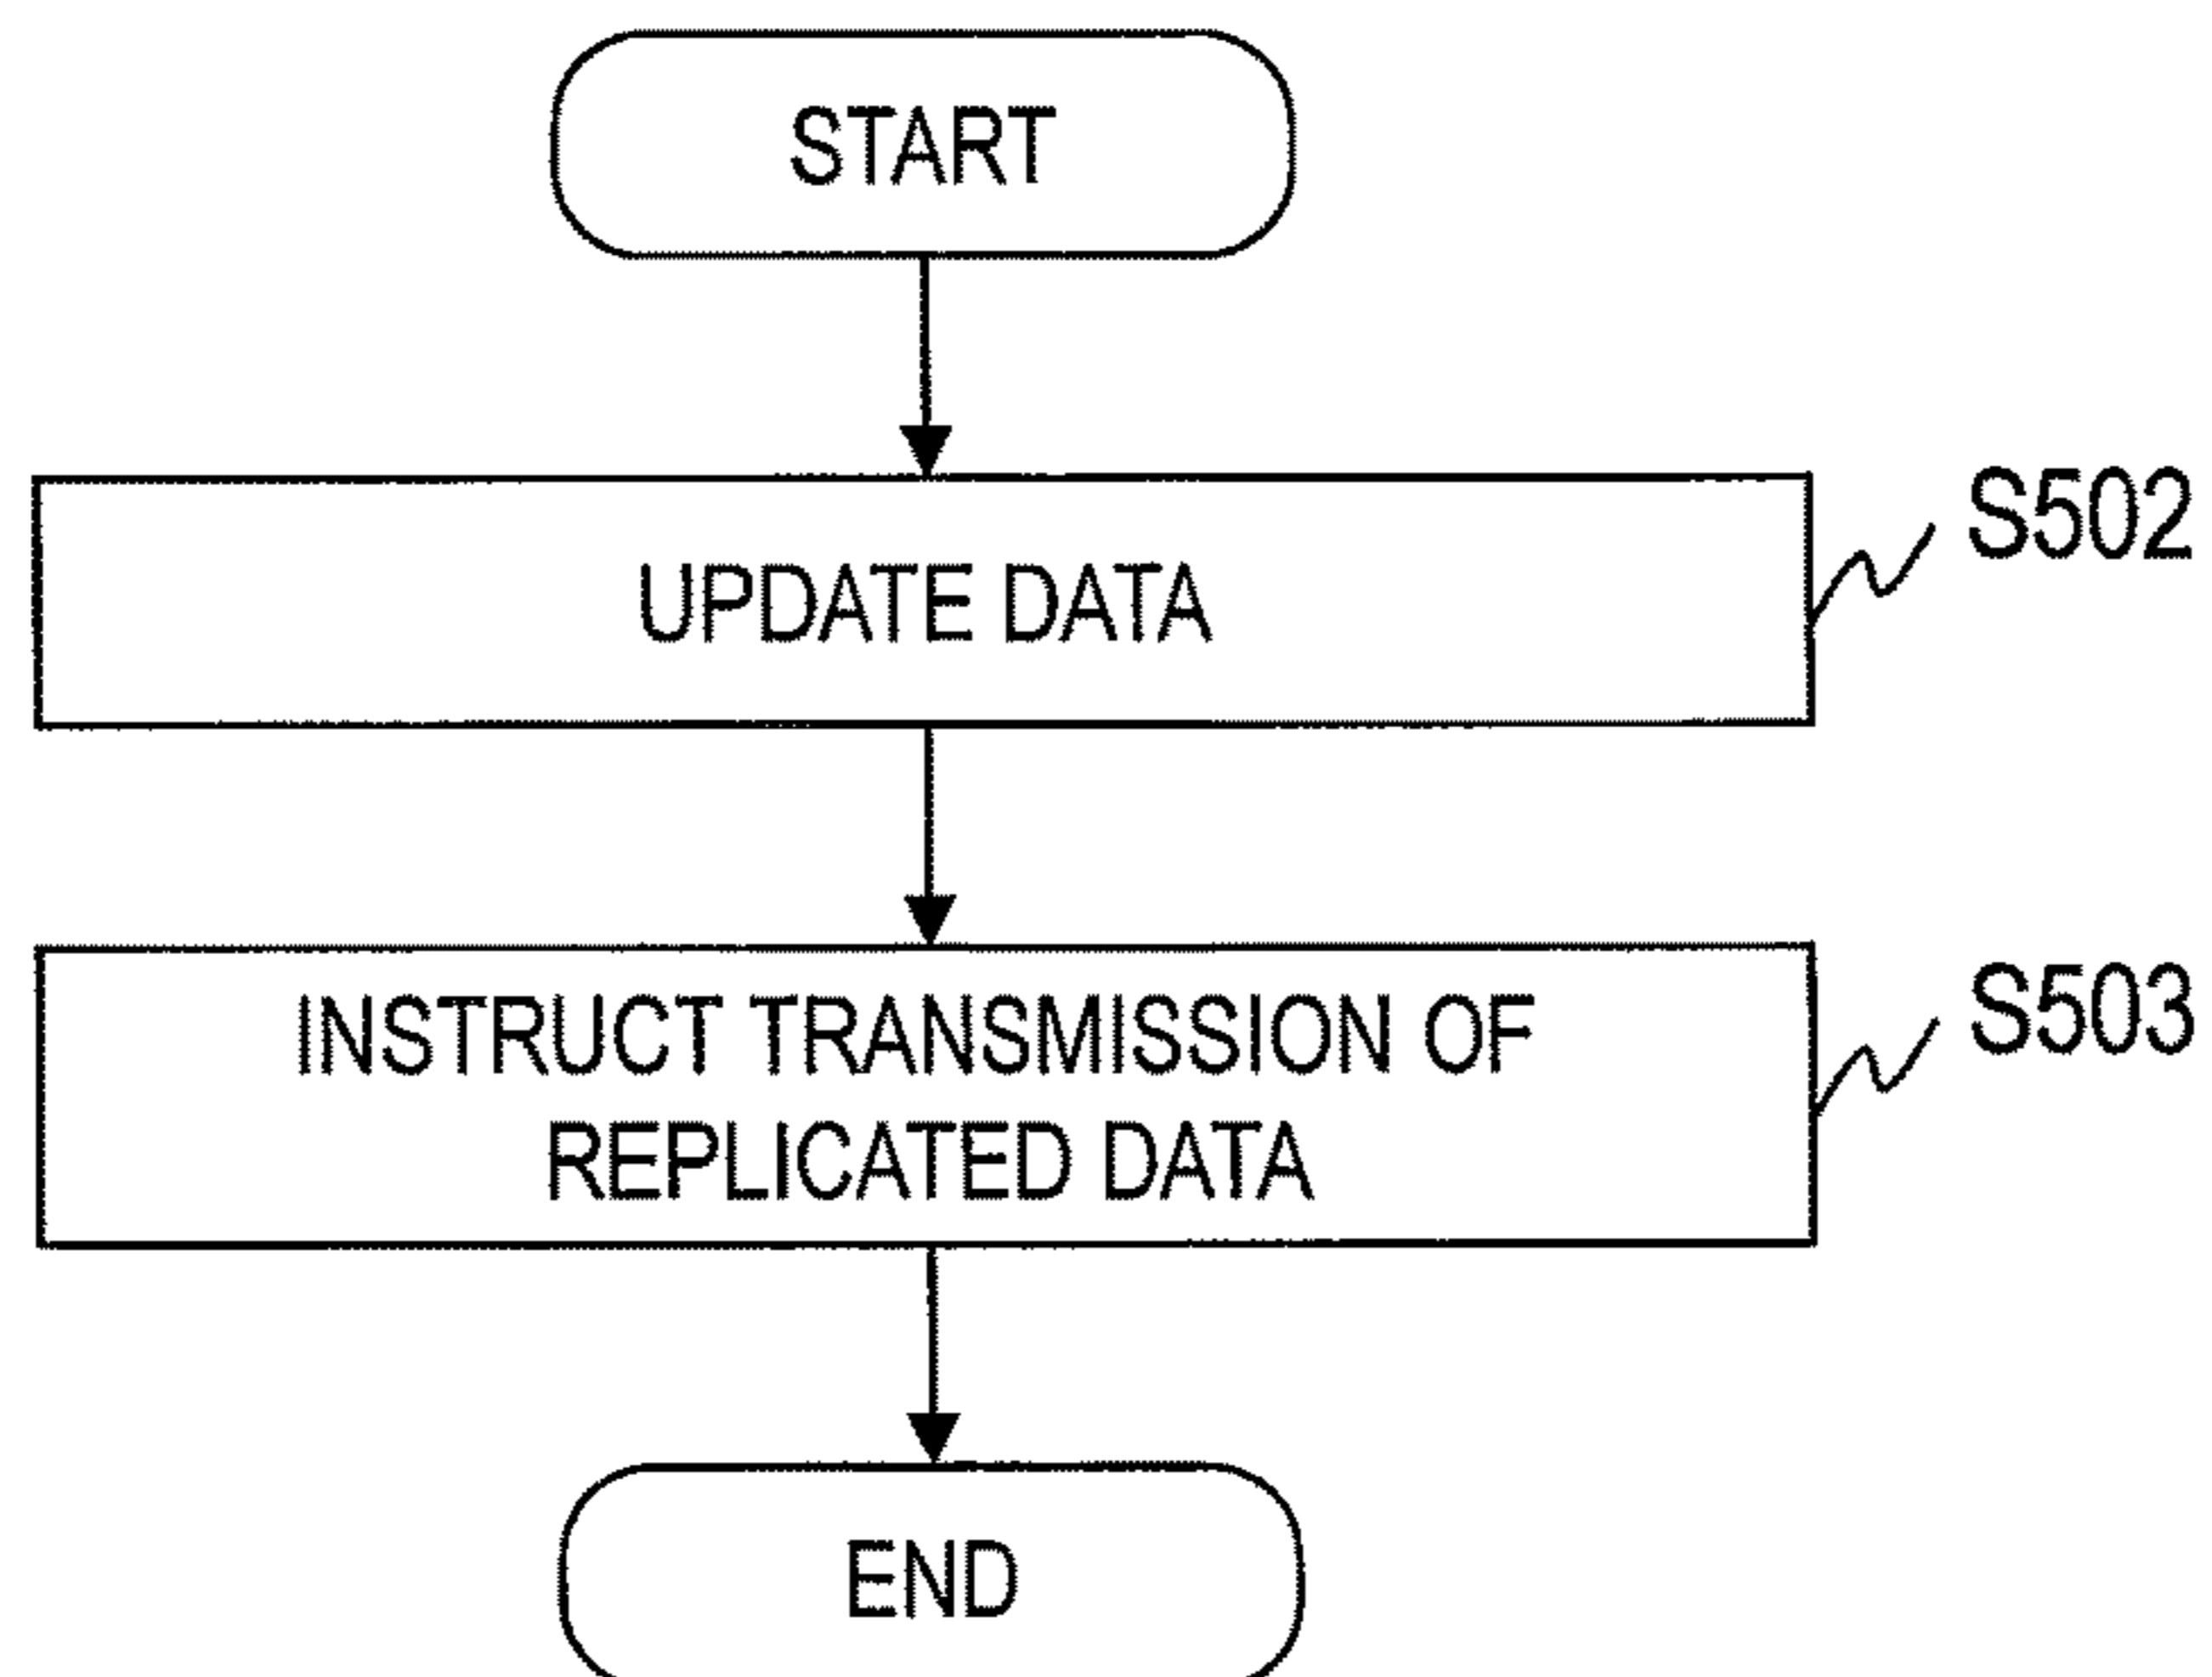 START
UPDATE DATA
S502
INSTRUCT TRANSMISSION OF
REPLICATED DATA
S503
END